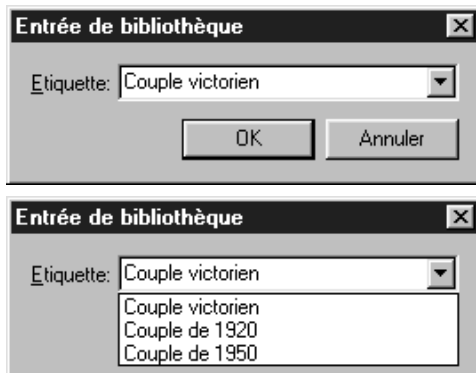 Entrée de bibliothèque
Etiquette: Couple victorien
OK Annuler
Entrée de bibliothèque
Etiquette: Couple victorien
Couple victorien
Couple de 1920
Couple de 1950